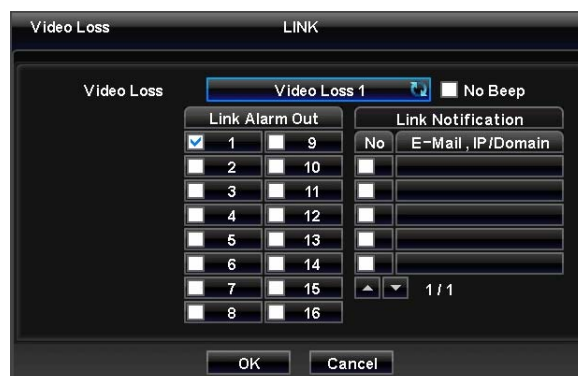 Video Loss LINK
Video Loss Video Loss 1 No Beep
Link Alarm Out Link Notification
1 9 No E-Mail , IP/Domain
2 10
3 11
4 12
5 13
6 14
7 15 1/1
8 16
OK Cancel